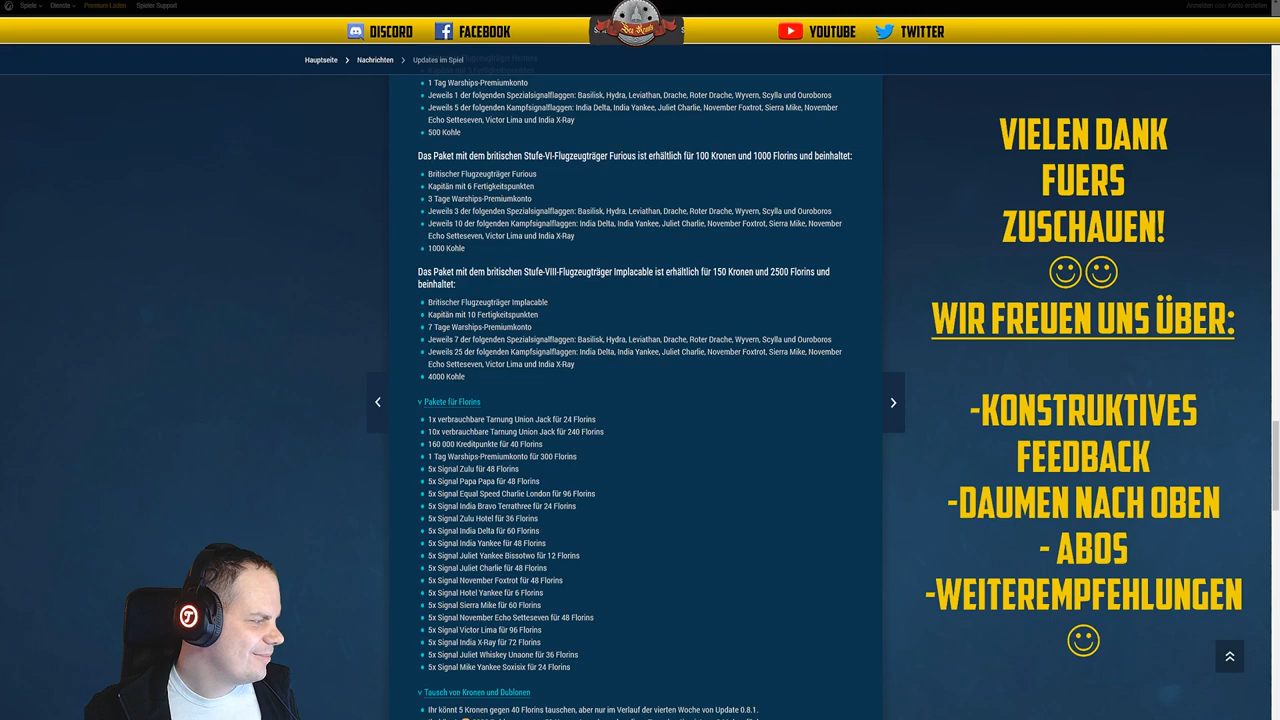 Spiele
Dienste
Premium-Laden
Spieler Support
Anmelden oder Konto erstellen
DISCORD
FACEBOOK
YOUTUBE
TWITTER
Hauptseite
Nachrichten
Updates im Spiel
1 Tag Warships-Premiumkonto
Jeweils 1 der folgenden Spezialsignalflaggen: Basilisk, Hydra, Leviathan, Drache, Roter Drache, Wyvern, Scylla und Ouroboros
Jeweils 5 der folgenden Kampfsignalflaggen: India Delta, India Yankee, Juliet Charlie, November Foxtrot, Sierra Mike, November
Echo Setteseven, Victor Lima und India X-Ray
500 Kohle
Das Paket mit dem britischen Stufe-VI-Flugzeugträger Furious ist erhältlich für 100 Kronen und 1000 Florins und beinhaltet:
Britischer Flugzeugträger Furious
Kapitän mit 6 Fertigkeitspunkten
3 Tage Warships-Premiumkonto
Jeweils 3 der folgenden Spezialsignalflaggen: Basilisk, Hydra, Leviathan, Drache, Roter Drache, Wyvern, Scylla und Ouroboros
Jeweils 10 der folgenden Kampfsignalflaggen: India Delta, India Yankee, Juliet Charlie, November Foxtrot, Sierra Mike, November
Echo Setteseven, Victor Lima und India X-Ray
1000 Kohle
Das Paket mit dem britischen Stufe-VIII-Flugzeugträger Implacable ist erhältlich für 150 Kronen und 2500 Florins und
beinhaltet:
Britischer Flugzeugträger Implacable
Kapitän mit 10 Fertigkeitspunkten
7 Tage Warships-Premiumkonto
Jeweils 7 der folgenden Spezialsignalflaggen: Basilisk, Hydra, Leviathan, Drache, Roter Drache, Wyvern, Scylla und Ouroboros
Jeweils 25 der folgenden Kampfsignalflaggen: India Delta, India Yankee, Juliet Charlie, November Foxtrot, Sierra Mike, November
Echo Setteseven, Victor Lima und India X-Ray
4000 Kohle
Pakete für Florins
1x verbrauchbare Tarnung Union Jack für 24 Florins
10x verbrauchbare Tarnung Union Jack für 240 Florins
160 000 Kreditpunkte für 40 Florins
1 Tag Warships-Premiumkonto für 300 Florins
5x Signal Zulu für 48 Florins
5x Signal Papa Papa für 48 Florins
5x Signal Equal Speed Charlie London für 96 Florins
5x Signal India Bravo Terrathree für 24 Florins
5x Signal Zulu Hotel für 36 Florins
5x Signal India Delta für 60 Florins
5x Signal India Yankee für 48 Florins
5x Signal Juliet Yankee Bissotwo für 12 Florins
5x Signal Juliet Charlie für 48 Florins
5x Signal November Foxtrot für 48 Florins
5x Signal Hotel Yankee für 6 Florins
5x Signal Sierra Mike für 60 Florins
5x Signal November Echo Setteseven für 48 Florins
5x Signal Victor Lima für 96 Florins
5x Signal India X-Ray für 72 Florins
5x Signal Juliet Whiskey Unaone für 36 Florins
5x Signal Mike Yankee Soxisix für 24 Florins
Tausch von Kronen und Dublonen
Ihr könnt 5 Kronen gegen 40 Florins tauschen, aber nur im Verlauf der vierten Woche von Update 0.8.1.
VIELEN DANK
FUERS
ZUSCHAUEN!
WIR FREUEN UNS ÜBER:
-KONSTRUKTIVES
FEEDBACK
-DAUMEN NACH OBEN
- ABOS
-WEITEREMPFEHLUNGEN